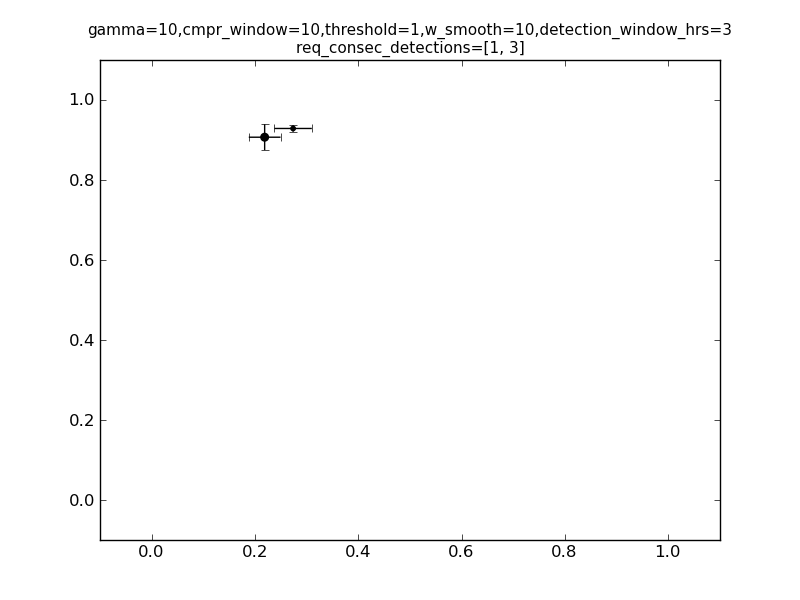 gamma=10,cmpr_window=10,threshold=1,w_smooth=10,detection_window_hrs=3
req_consec_detections=[1, 3]
1.0
0.8
0.6
0.4
0.2
0.0
0.0 0.2 0.4 0.6 0.8 1.0